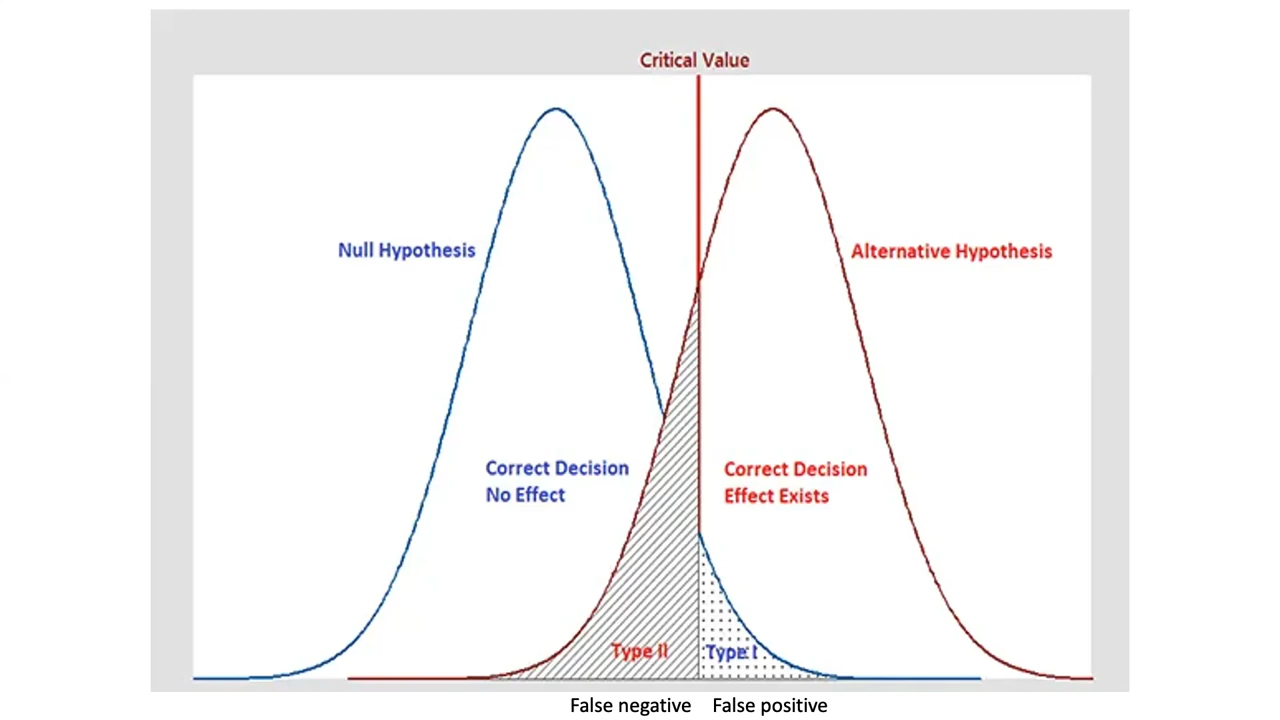 Critical Value
Null Hypothesis
Alternative Hypothesis
Correct Decision
No Effect
Correct Decision
Effect Exists
Type II
Type I
False negative
False positive